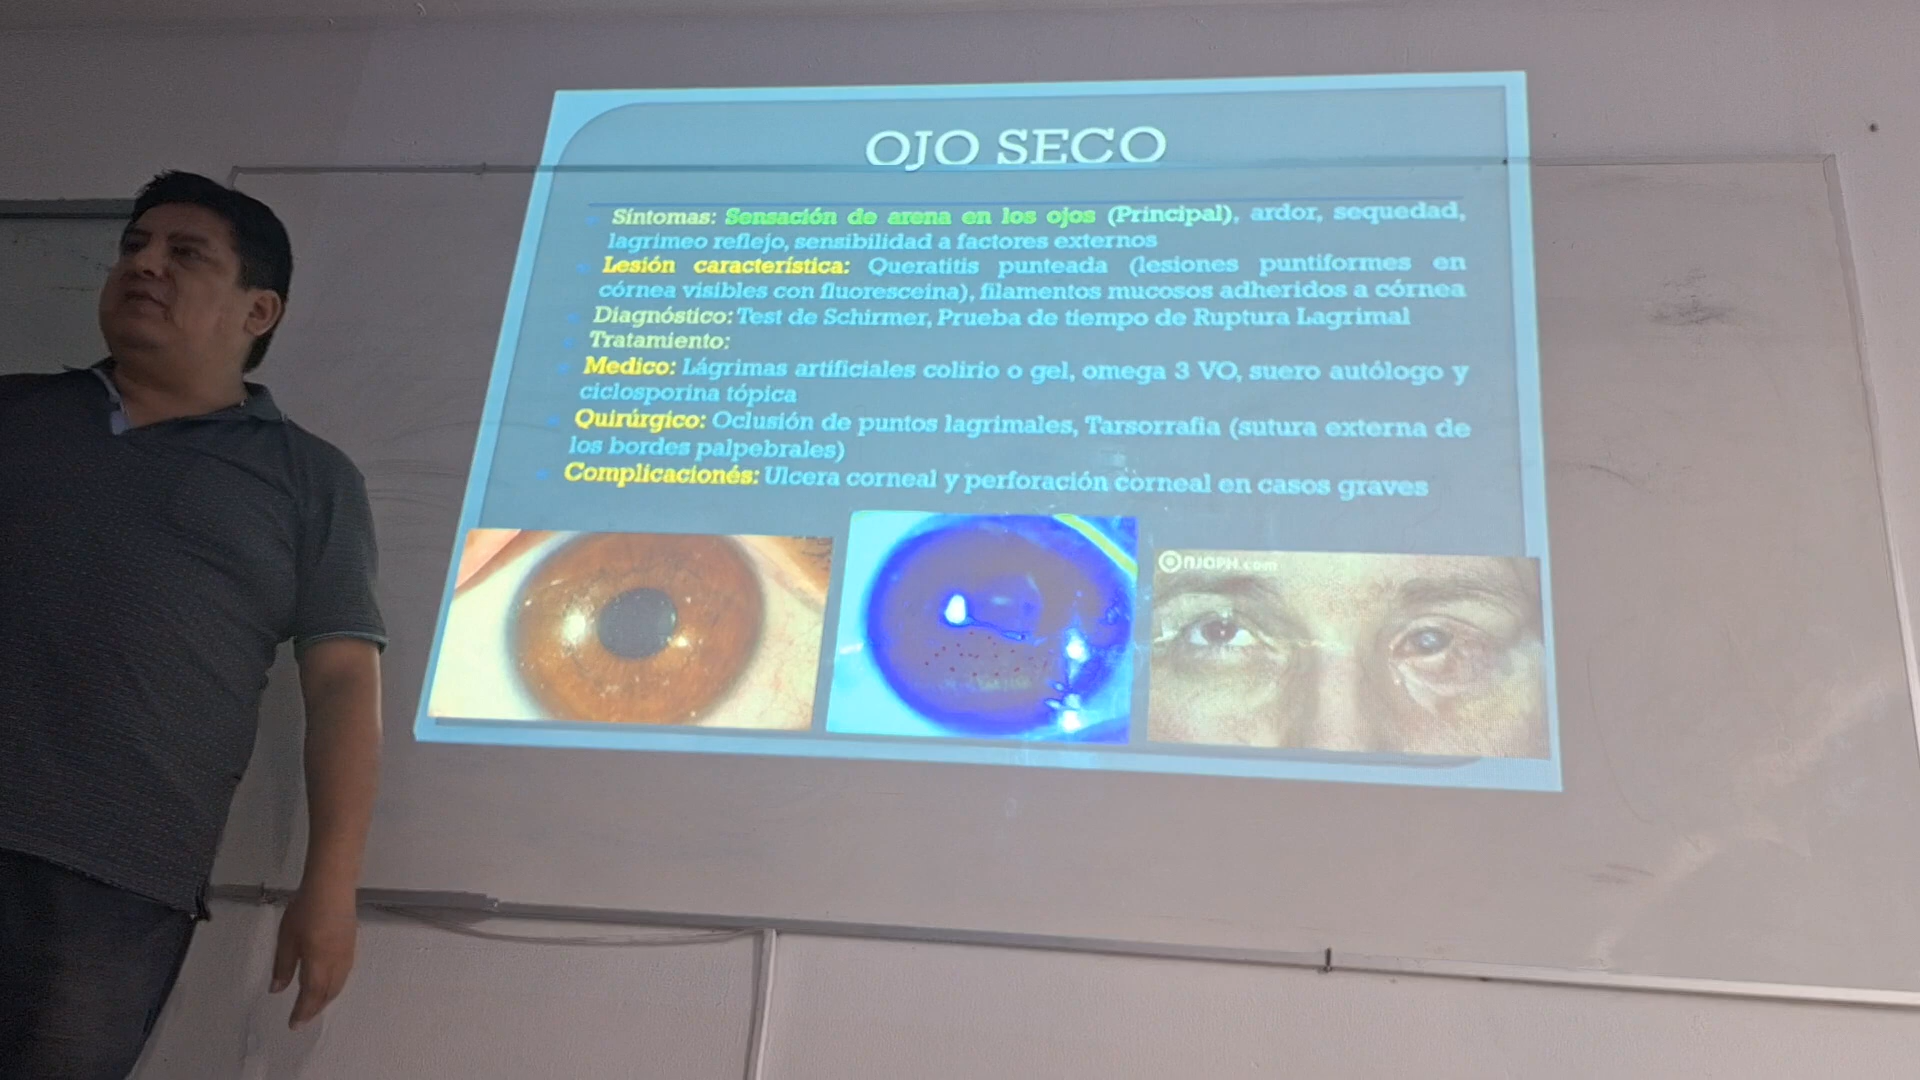 OJO SECO
Síntomas: Sensación de arena en los ojos (Principal), ardor, sequedad,
lagrimeo reflejo, sensibilidad a factores externos
Lesión característica: Queratitis punteada (lesiones puntiformes en
córnea visibles con fluoresceina), filamentos mucosos adheridos a córnea
Diagnóstico: Test de Schirmer, Prueba de tiempo de Ruptura Lagrimal
Tratamiento:
Medico: Lágrimas artificiales colirio o gel, omega 3 VO, suero autólogo y
ciclosporina tópica
Quirúrgico: Oclusión de puntos lagrimales, Tarsorrafia (sutura externa de
los bordes palpebrales)
Complicacionés: Ulcera corneal y perforación corneal en casos graves
NJOPH.com